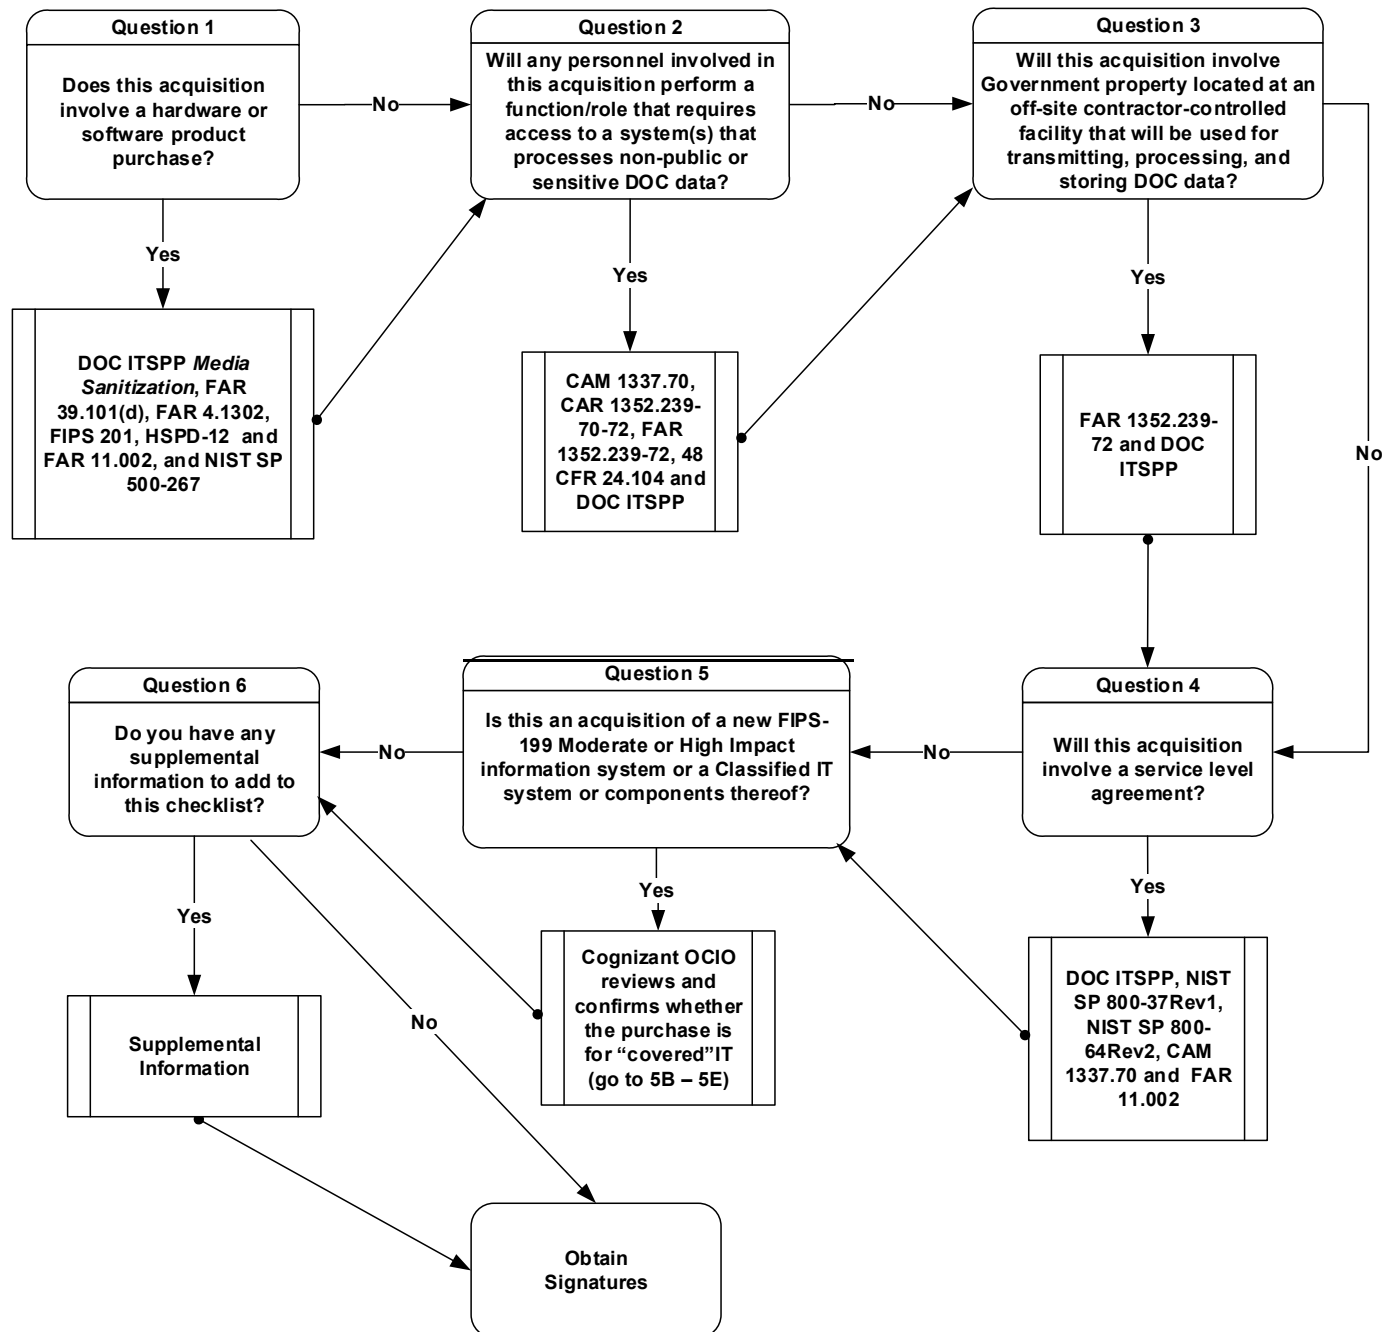 Question 1
Does this acquisition
involve a hardware or
software product
purchase?
No
Question 2
Will any personnel involved in
this acquisition perform a
function/role that requires
access to a system(s) that
processes non-public or
sensitive DOC data?
No
Question 3
Will this acquisition involve
Government property located at an
off-site contractor-controlled
facility that will be used for
transmitting, processing, and
storing DOC data?
Yes
Yes
Yes
No
DOC ITSPP Media
Sanitization, FAR
39.101(d), FAR 4.1302,
FIPS 201, HSPD-12  and
FAR 11.002, and NIST SP
500-267
CAM 1337.70,
CAR 1352.239-
70-72, FAR
1352.239-72, 48
CFR 24.104 and
DOC ITSPP
FAR 1352.239-
72 and DOC
ITSPP
Question 6
Do you have any
supplemental
information to add to
this checklist?
No
Question 5
Is this an acquisition of a new FIPS-
199 Moderate or High Impact
information system or a Classified IT
system or components thereof?
No
Question 4
Will this acquisition
involve a service level
agreement?
Yes
Yes
Yes
No
Supplemental
Information
Cognizant OCIO
reviews and
confirms whether
the purchase is
for “covered”IT
(go to 5B – 5E)
DOC ITSPP, NIST
SP 800-37Rev1,
NIST SP 800-
64Rev2, CAM
1337.70 and  FAR
11.002
Obtain
Signatures